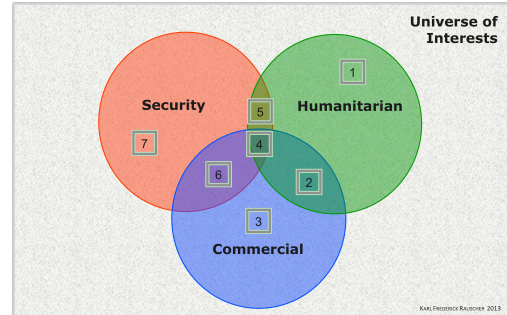 Universe of
Interests
1
Security
5
Humanitarian
7
4
6
2
3
Commercial
KARL FREDERICK RAUSCHER 2013